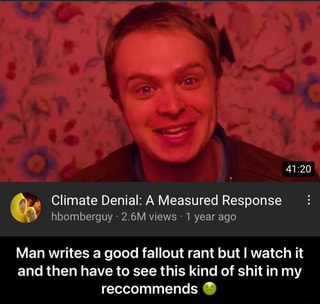 41:20
Climate Denial: A Measured Response
hbomberguy · 2.6M views · 1 year ago
Man writes a good fallout rant but I watch it
and then have to see this kind of shit in my
reccommends 🤢